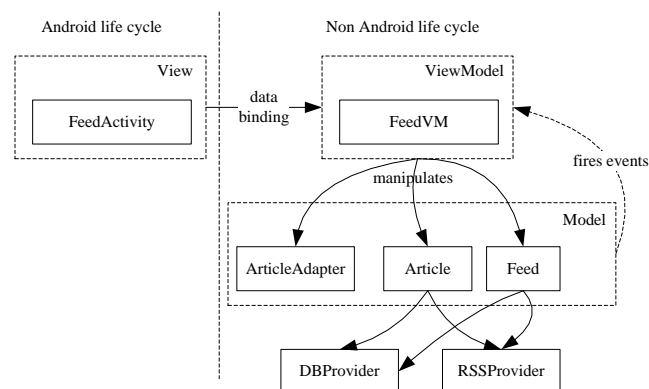 Android life cycle
Non Android life cycle
View
ViewModel
FeedActivity
data
binding
FeedVM
manipulates
fires events
Model
ArticleAdapter
Article
Feed
DBProvider
RSSProvider